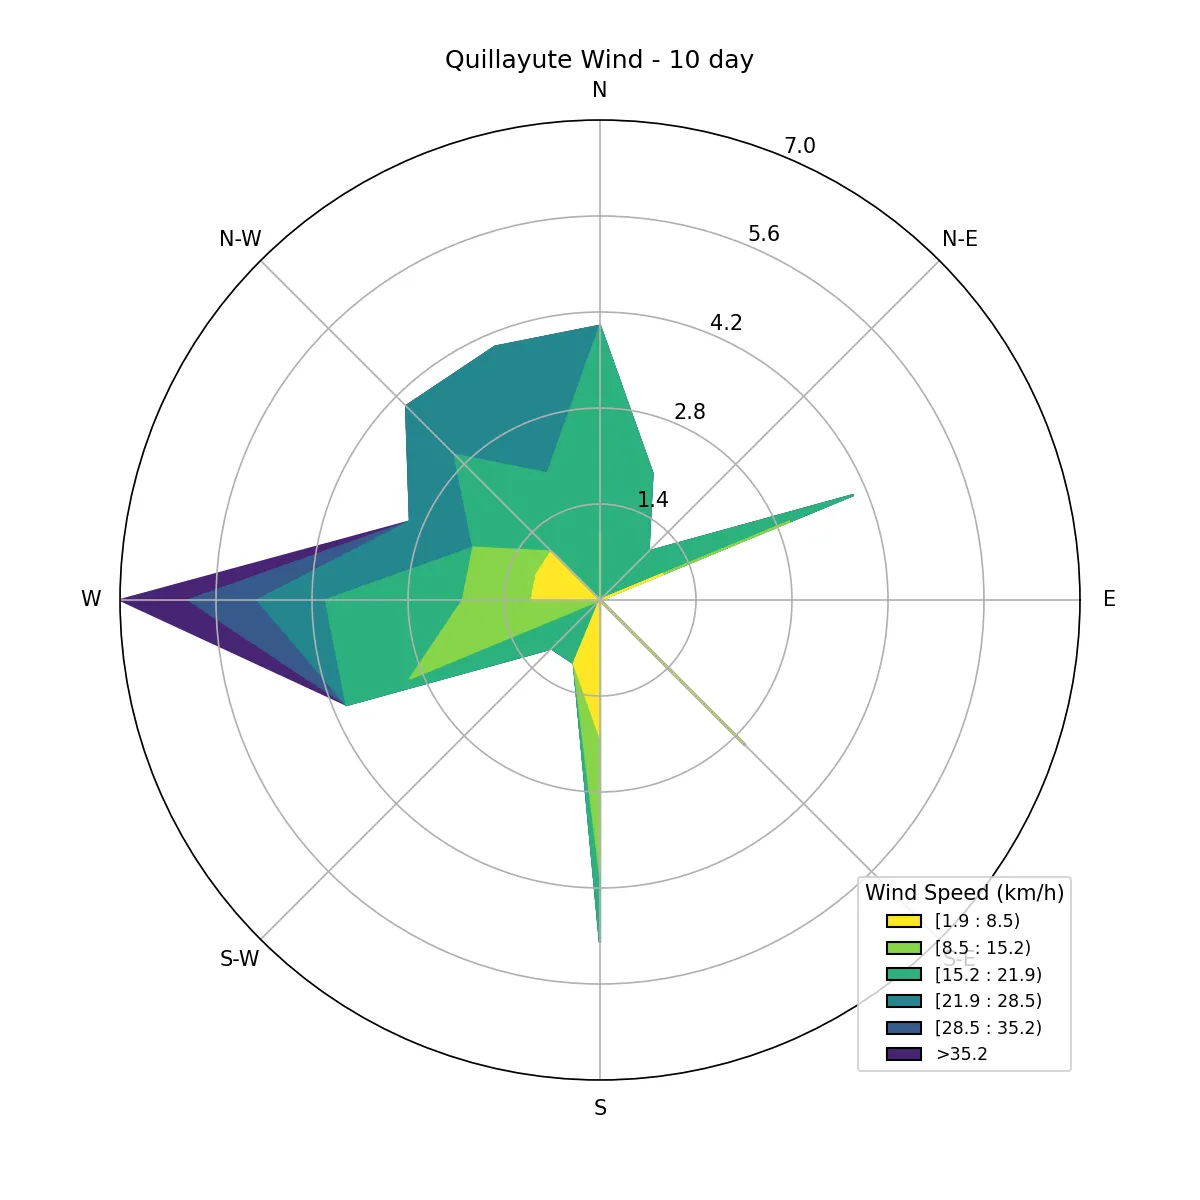 Quillayute Wind - 10 day
N
7.0
N-W
5.6
N-E
4.2
2.8
1.4
W
E
Wind Speed (km/h)
[1.9 : 8.5)
[8.5 : 15.2)
S-W
S-E
[15.2 : 21.9)
[21.9 : 28.5)
[28.5 : 35.2)
>35.2
S